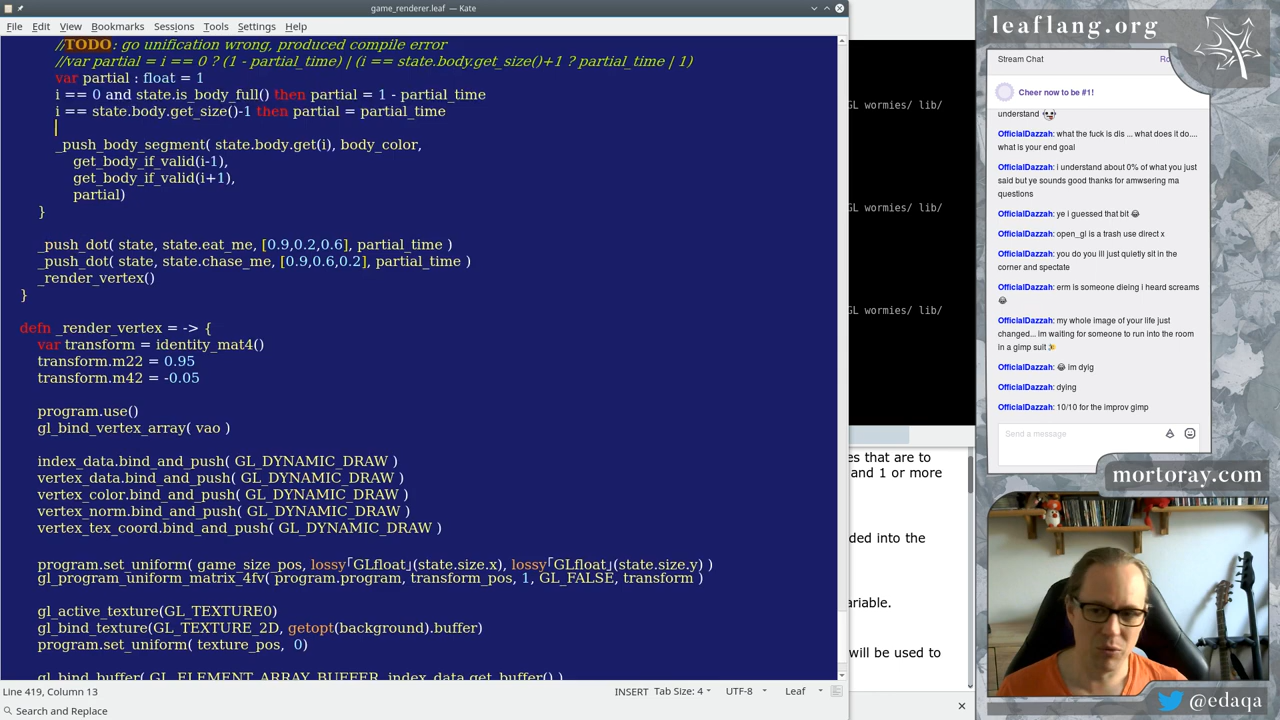 game_renderer.leaf — Kate
File Edit View Bookmarks Sessions Tools Settings Help
//TODO: go unification wrong, produced compile error
//var partial = i == 0 ? (1 - partial_time) | (i == state.body.get_size()+1 ? partial_time | 1)
var partial : float = 1
i == 0 and state.is_body_full() then partial = 1 - partial_time
i == state.body.get_size()-1 then partial = partial_time
_push_body_segment( state.body.get(i), body_color,
get_body_if_valid(i-1),
get_body_if_valid(i+1),
partial)
}
_push_dot( state, state.eat_me, [0.9,0.2,0.6], partial_time )
_push_dot( state, state.chase_me, [0.9,0.6,0.2], partial_time )
_render_vertex()
}
defn _render_vertex = -> {
var transform = identity_mat4()
transform.m22 = 0.95
transform.m42 = -0.05
program.use()
gl_bind_vertex_array( vao )
index_data.bind_and_push( GL_DYNAMIC_DRAW )
vertex_data.bind_and_push( GL_DYNAMIC_DRAW )
vertex_color.bind_and_push( GL_DYNAMIC_DRAW )
vertex_norm.bind_and_push( GL_DYNAMIC_DRAW )
vertex_tex_coord.bind_and_push( GL_DYNAMIC_DRAW )
program.set_uniform( game_size_pos, lossy「GLfloat」(state.size.x), lossy「GLfloat」(state.size.y) )
gl_program_uniform_matrix_4fv( program.program, transform_pos, 1, GL_FALSE, transform )
gl_active_texture(GL_TEXTURE0)
gl_bind_texture(GL_TEXTURE_2D, getopt(background).buffer)
program.set_uniform( texture_pos, 0)
gl_bind_buffer( GL_ELEMENT_ARRAY_BUFFER, index_data.get_buffer() )
Line 419, Column 13
INSERT Tab Size: 4 UTF-8 Leaf
Search and Replace
GL wormies/ lib/
GL wormies/ lib/
GL wormies/ lib/
es that are to
and 1 or more
ded into the
ariable.
will be used to
leaflang.org
Stream Chat
Cheer now to be #1!
understand
OfficialDazzah: what the fuck is dis ... what does it do....
what is your end goal
OfficialDazzah: i understand about 0% of what you just
said but ye sounds good thanks for amwsering ma
questions
OfficialDazzah: ye i guessed that bit 😂
OfficialDazzah: open_gl is a trash use direct x
OfficialDazzah: you do you ill just quietly sit in the
corner and spectate
OfficialDazzah: erm is someone dieing i heard screams
😂
OfficialDazzah: my whole image of your life just
changed... im waiting for someone to run into the room
in a gimp suit
OfficialDazzah: 😂 im dyig
OfficialDazzah: dying
OfficialDazzah: 10/10 for the improv gimp
Send a message
mortoray.com
@edaqa